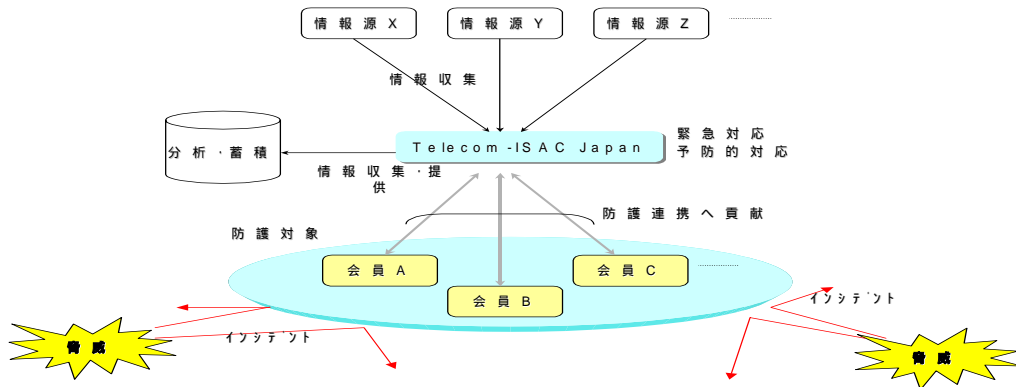 情報源X
情報源Y
情報源Z
情報収集
Telecom-ISAC Japan
緊急対応
予防的対応
分析・蓄積
情報収集・提
供
防護連携へ貢献
防護対象
会員A
会員C
会員B
インシデント
インシデント
脅威
脅威